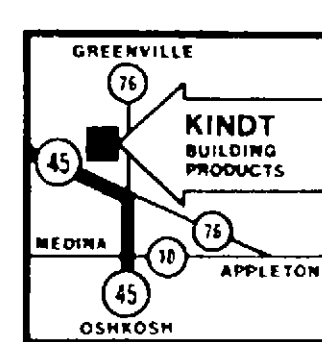 GREENVILLE
76
KINDT
BUILDING
PRODUCTS
45
76
MEDINA
10
APPLETON
45
OSHKOSH